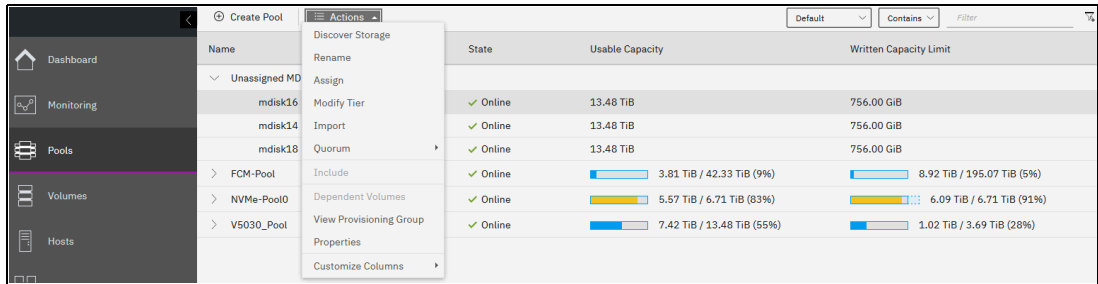 Create Pool Actions Default Contains Filter
Name State Usable Capacity Written Capacity Limit
Dashboard
Monitoring
Pools
Volumes
Hosts
Discover Storage
Rename
Assign
Modify Tier
Import
Quorum
Include
Dependent Volumes
View Provisioning Group
Properties
Customize Columns
Unassigned MD
mdisk16 Online 13.48 TiB 756.00 GiB
mdisk14 Online 13.48 TiB 756.00 GiB
mdisk18 Online 13.48 TiB 756.00 GiB
FCM-Pool Online 3.81 TiB / 42.33 TiB (9%) 8.92 TiB / 195.07 TiB (5%)
NVMe-Pool0 Online 5.57 TiB / 6.71 TiB (83%) 6.09 TiB / 6.71 TiB (91%)
V5030_Pool Online 7.42 TiB / 13.48 TiB (55%) 1.02 TiB / 3.69 TiB (28%)